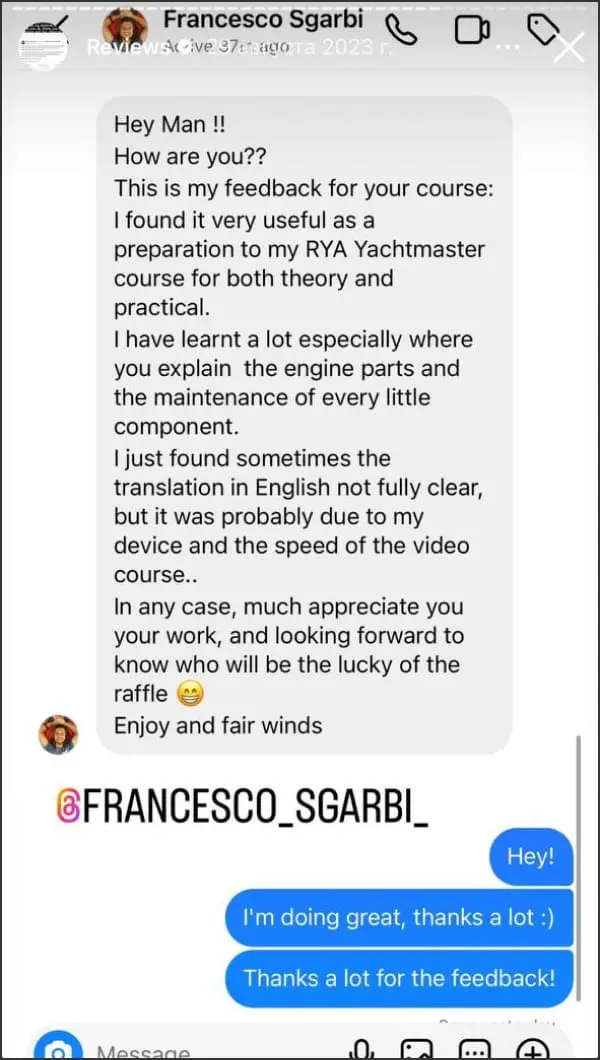 Francesco Sgarbi
Reviews
Active 37m ago
2023 г.
Hey Man !!
How are you??
This is my feedback for your course:
I found it very useful as a
preparation to my RYA Yachtmaster
course for both theory and
practical.
I have learnt a lot especially where
you explain the engine parts and
the maintenance of every little
component.
I just found sometimes the
translation in English not fully clear,
but it was probably due to my
device and the speed of the video
course..
In any case, much appreciate you
your work, and looking forward to
know who will be the lucky of the
raffle 😁
Enjoy and fair winds
@FRANCESCO_SGARBI_
Hey!
I'm doing great, thanks a lot :)
Thanks a lot for the feedback!
Message